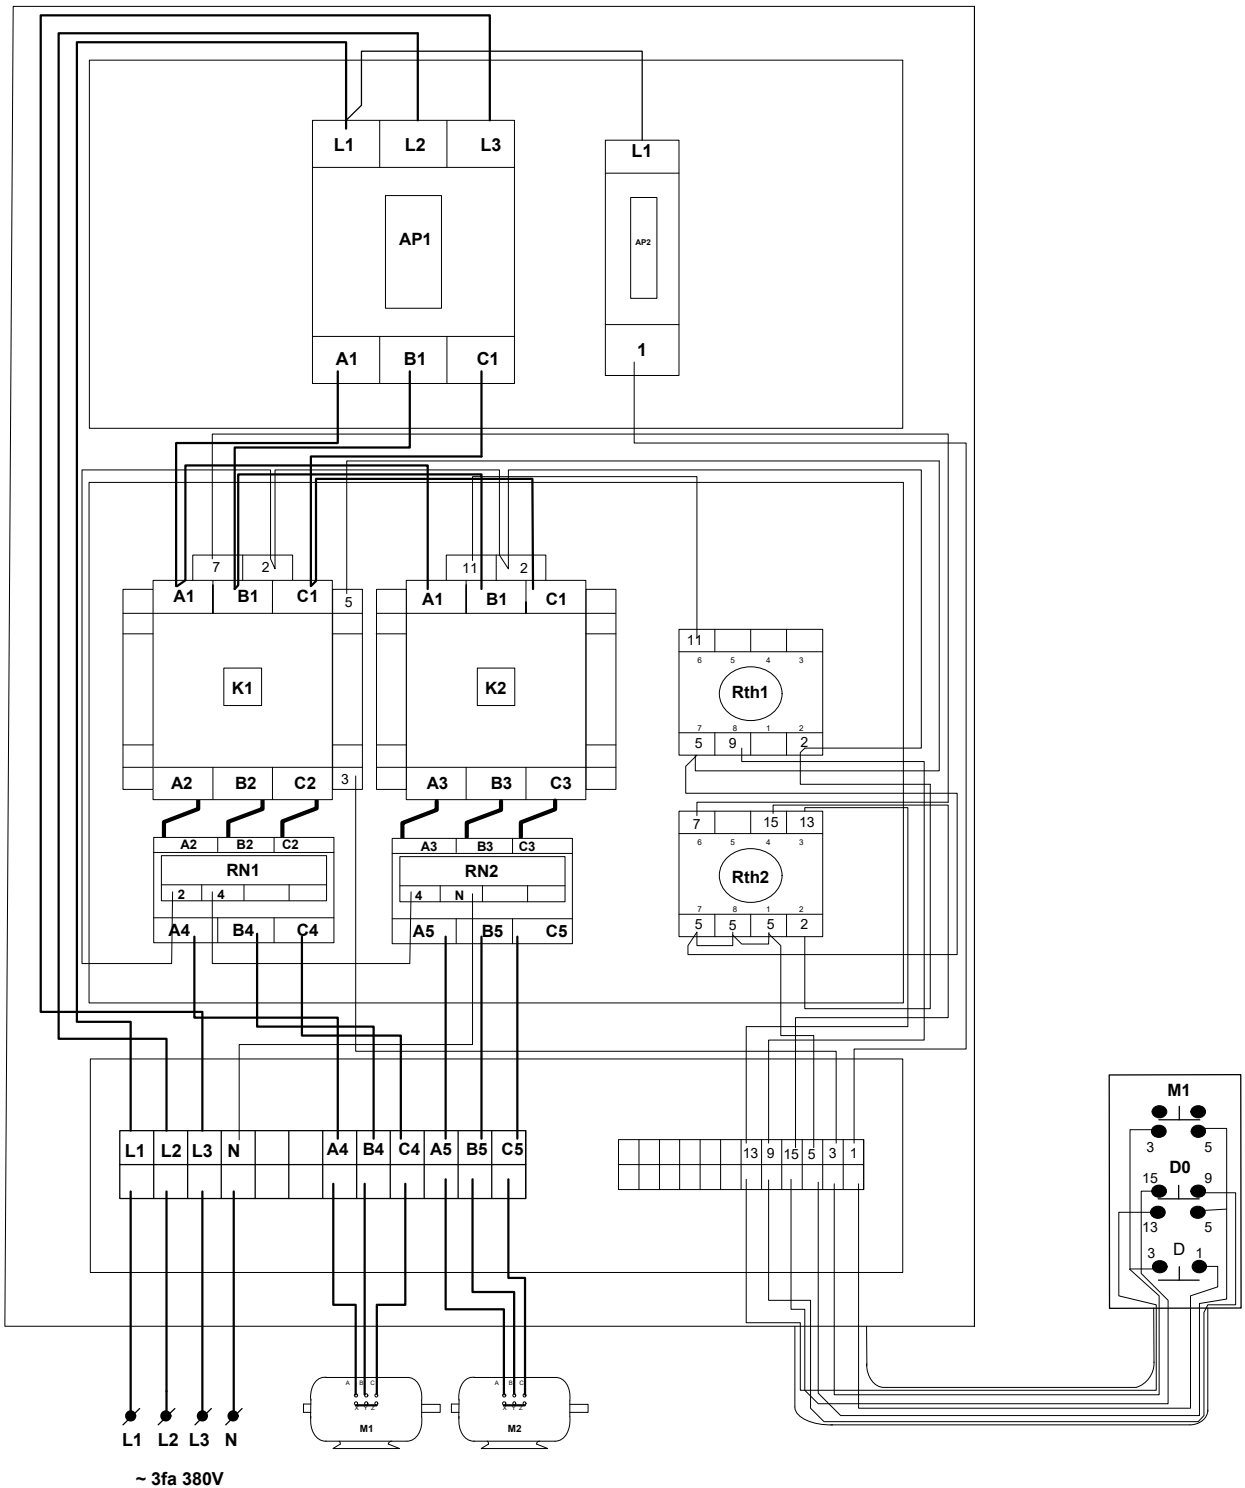 L1 L2 L3
L1
AP1
AP2
A1 B1 C1
1
7 2
11 2
A1 B1 C1 5
A1 B1 C1
K1
K2
11
6 5 4 3
Rth1
7 8 1 2
5 9 2
A2 B2 C2 3
A3 B3 C3
7 15 13
6 5 4 3
Rth2
7 8 1 2
5 5 5 2
A2 B2 C2
RN1
2 4
A4 B4 C4
A3 B3 C3
RN2
4 N
A5 B5 C5
L1 L2 L3 N A4 B4 C4 A5 B5 C5
13 9 15 5 3 1
M1
3 5
D0
15 9
13 5
D
3 1
A B C
X Y Z
M1
A B C
X Y Z
M2
L1 L2 L3 N
~ 3fa 380V